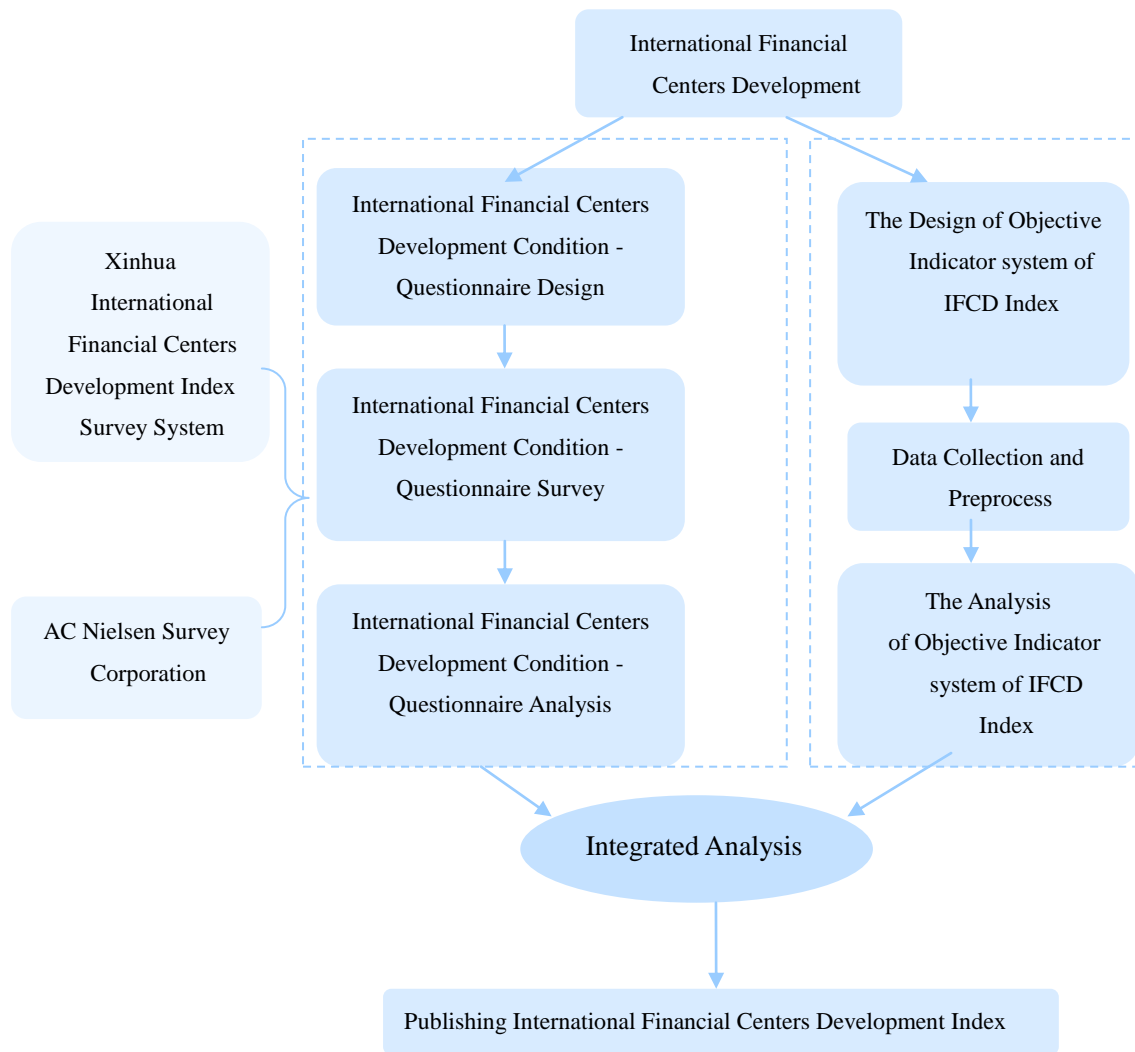 International Financial
Centers Development
International Financial Centers
Development Condition -
Questionnaire Design
The Design of Objective
Indicator system of
IFCD Index
Xinhua
International
Financial Centers
Development Index
Survey System
International Financial Centers
Development Condition -
Questionnaire Survey
Data Collection and
Preprocess
AC Nielsen Survey
Corporation
International Financial Centers
Development Condition -
Questionnaire Analysis
The Analysis
of Objective Indicator
system of IFCD
Index
Integrated Analysis
Publishing International Financial Centers Development Index